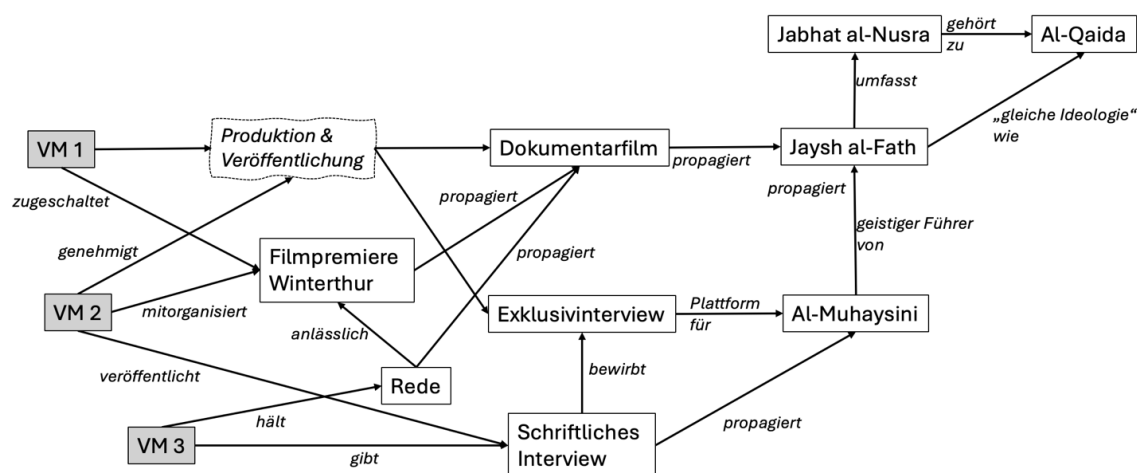 Jabhat al-Nusra
gehört
zu
Al-Qaida
umfasst
„gleiche Ideologie“
wie
VM 1
Produktion &
Veröffentlichung
Dokumentarfilm
propagiert
Jaysh al-Fath
zugeschaltet
propagiert
propagiert
geistiger Führer
von
genehmigt
Filmpremiere
Winterthur
propagiert
VM 2
mitorganisiert
Exklusivinterview
Plattform
für
Al-Muhaysini
anlässlich
veröffentlicht
Rede
bewirbt
hält
propagiert
VM 3
gibt
Schriftliches
Interview